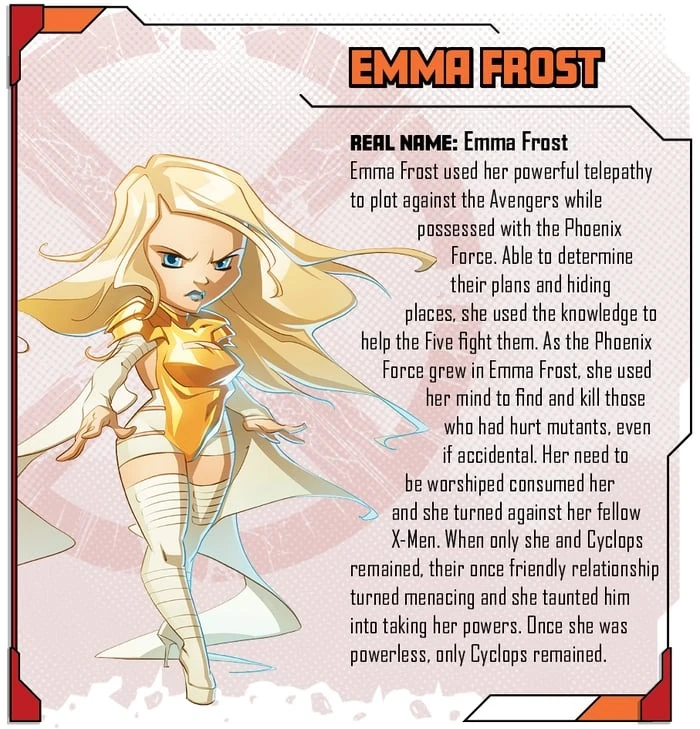 EMMA FROST
REAL NAME: Emma Frost
Emma Frost used her powerful telepathy
to plot against the Avengers while
possessed with the Phoenix
Force. Able to determine
their plans and hiding
places, she used the knowledge to
help the Five fight them. As the Phoenix
Force grew in Emma Frost, she used
her mind to find and kill those
who had hurt mutants, even
if accidental. Her need to
be worshiped consumed her
and she turned against her fellow
X-Men. When only she and Cyclops
remained, their once friendly relationship
turned menacing and she taunted him
into taking her powers. Once she was
powerless, only Cyclops remained.